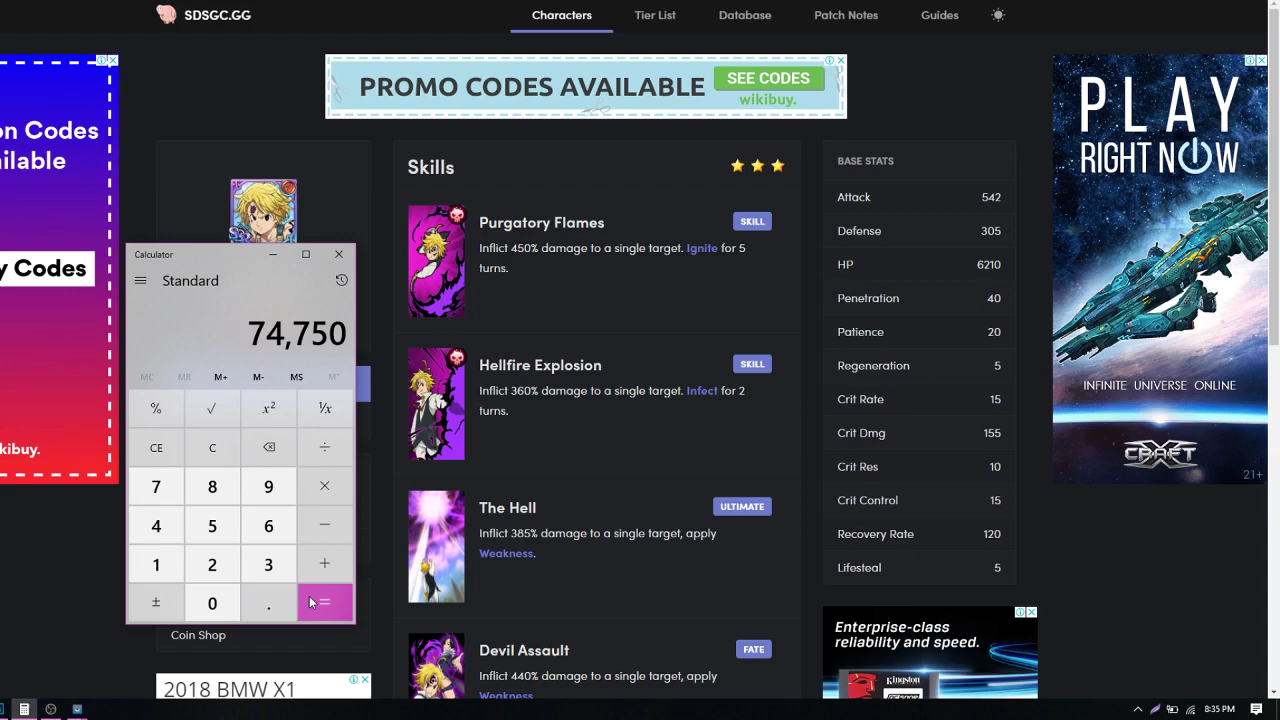 SDSGC.GG
Characters
Tier List
Database
Patch Notes
Guides
on Codes
ailable
y Codes
kibuy.
PROMO CODES AVAILABLE
SEE CODES
wikibuy.
Skills
Purgatory Flames
SKILL
Inflict 450% damage to a single target. Ignite for 5
turns.
Hellfire Explosion
SKILL
Inflict 360% damage to a single target. Infect for 2
turns.
The Hell
ULTIMATE
Inflict 385% damage to a single target, apply
Weakness.
Devil Assault
FATE
Inflict 440% damage to a single target, apply
Weakness
BASE STATS
Attack 542
Defense 305
HP 6210
Penetration 40
Patience 20
Regeneration 5
Crit Rate 15
Crit Dmg 155
Crit Res 10
Crit Control 15
Recovery Rate 120
Lifesteal 5
Calculator
Standard
74,750
MC MR M+ M- MS M˅
% √ x² ¹/x
CE C ÷
7 8 9 ×
4 5 6 −
1 2 3 +
± 0 . =
Coin Shop
2018 BMW X1
PLAY
RIGHT NOW
INFINITE UNIVERSE ONLINE
CRAFT
21+
Enterprise-class
reliability and speed.
Kingston
8:35 PM